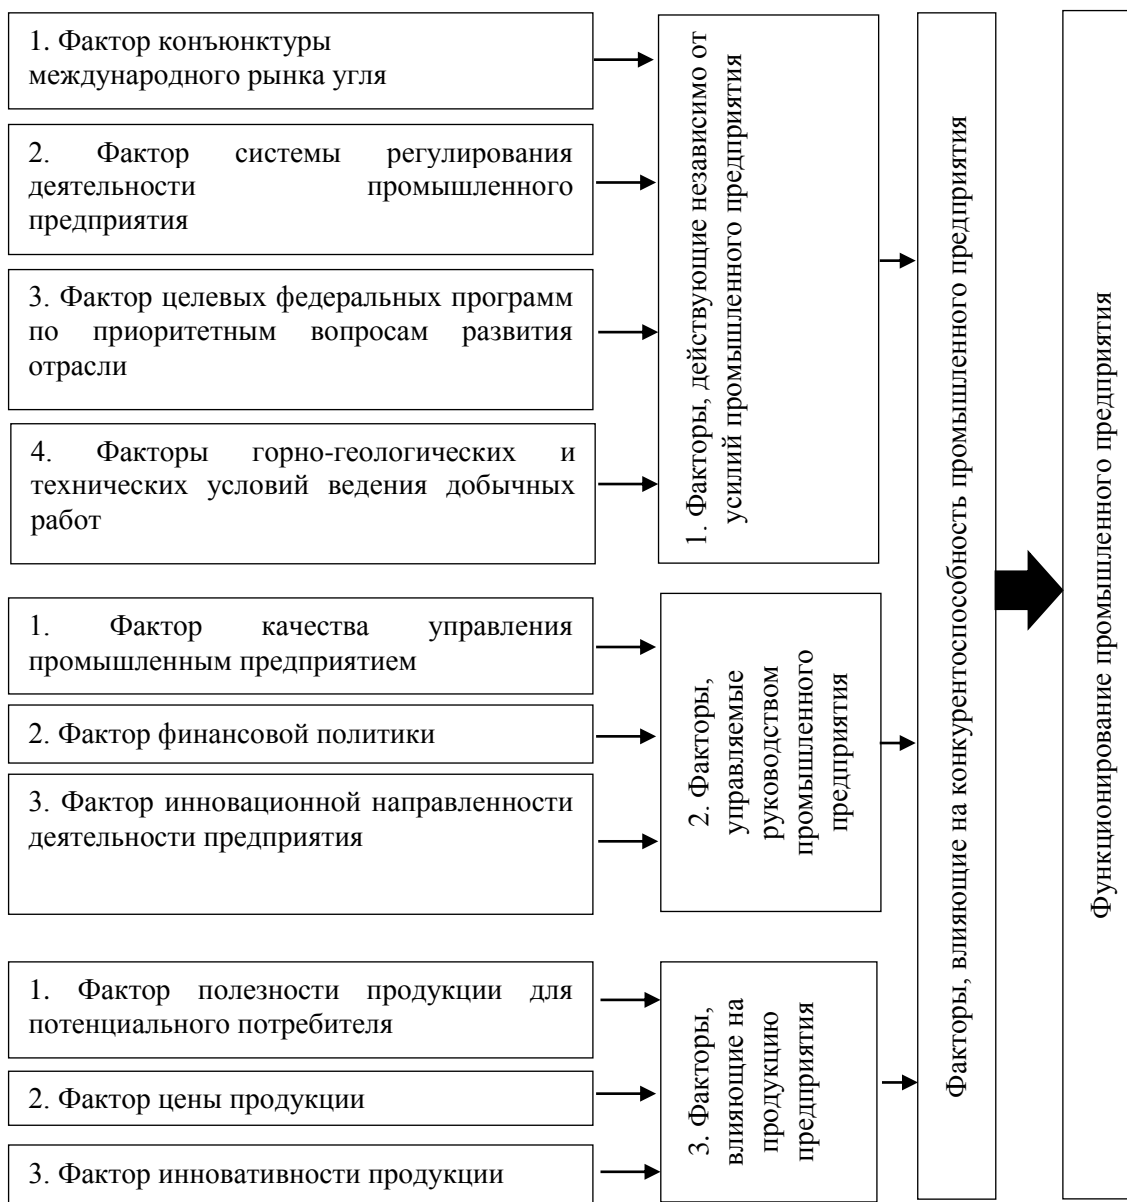 1. Фактор конъюнктуры
международного рынка угля
2. Фактор системы регулирования
деятельности промышленного
предприятия
3. Фактор целевых федеральных программ
по приоритетным вопросам развития
отрасли
4. Факторы горно-геологических и
технических условий ведения добычных
работ
1. Факторы, действующие независимо от
усилий промышленного предприятия
1. Фактор качества управления
промышленным предприятием
2. Фактор финансовой политики
3. Фактор инновационной направленности
деятельности предприятия
2. Факторы,
управляемые
руководством
промышленного
предприятия
1. Фактор полезности продукции для
потенциального потребителя
2. Фактор цены продукции
3. Фактор инновативности продукции
3. Факторы,
влияющие на
продукцию
предприятия
Факторы, влияющие на конкурентоспособность промышленного предприятия
Функционирование промышленного предприятия